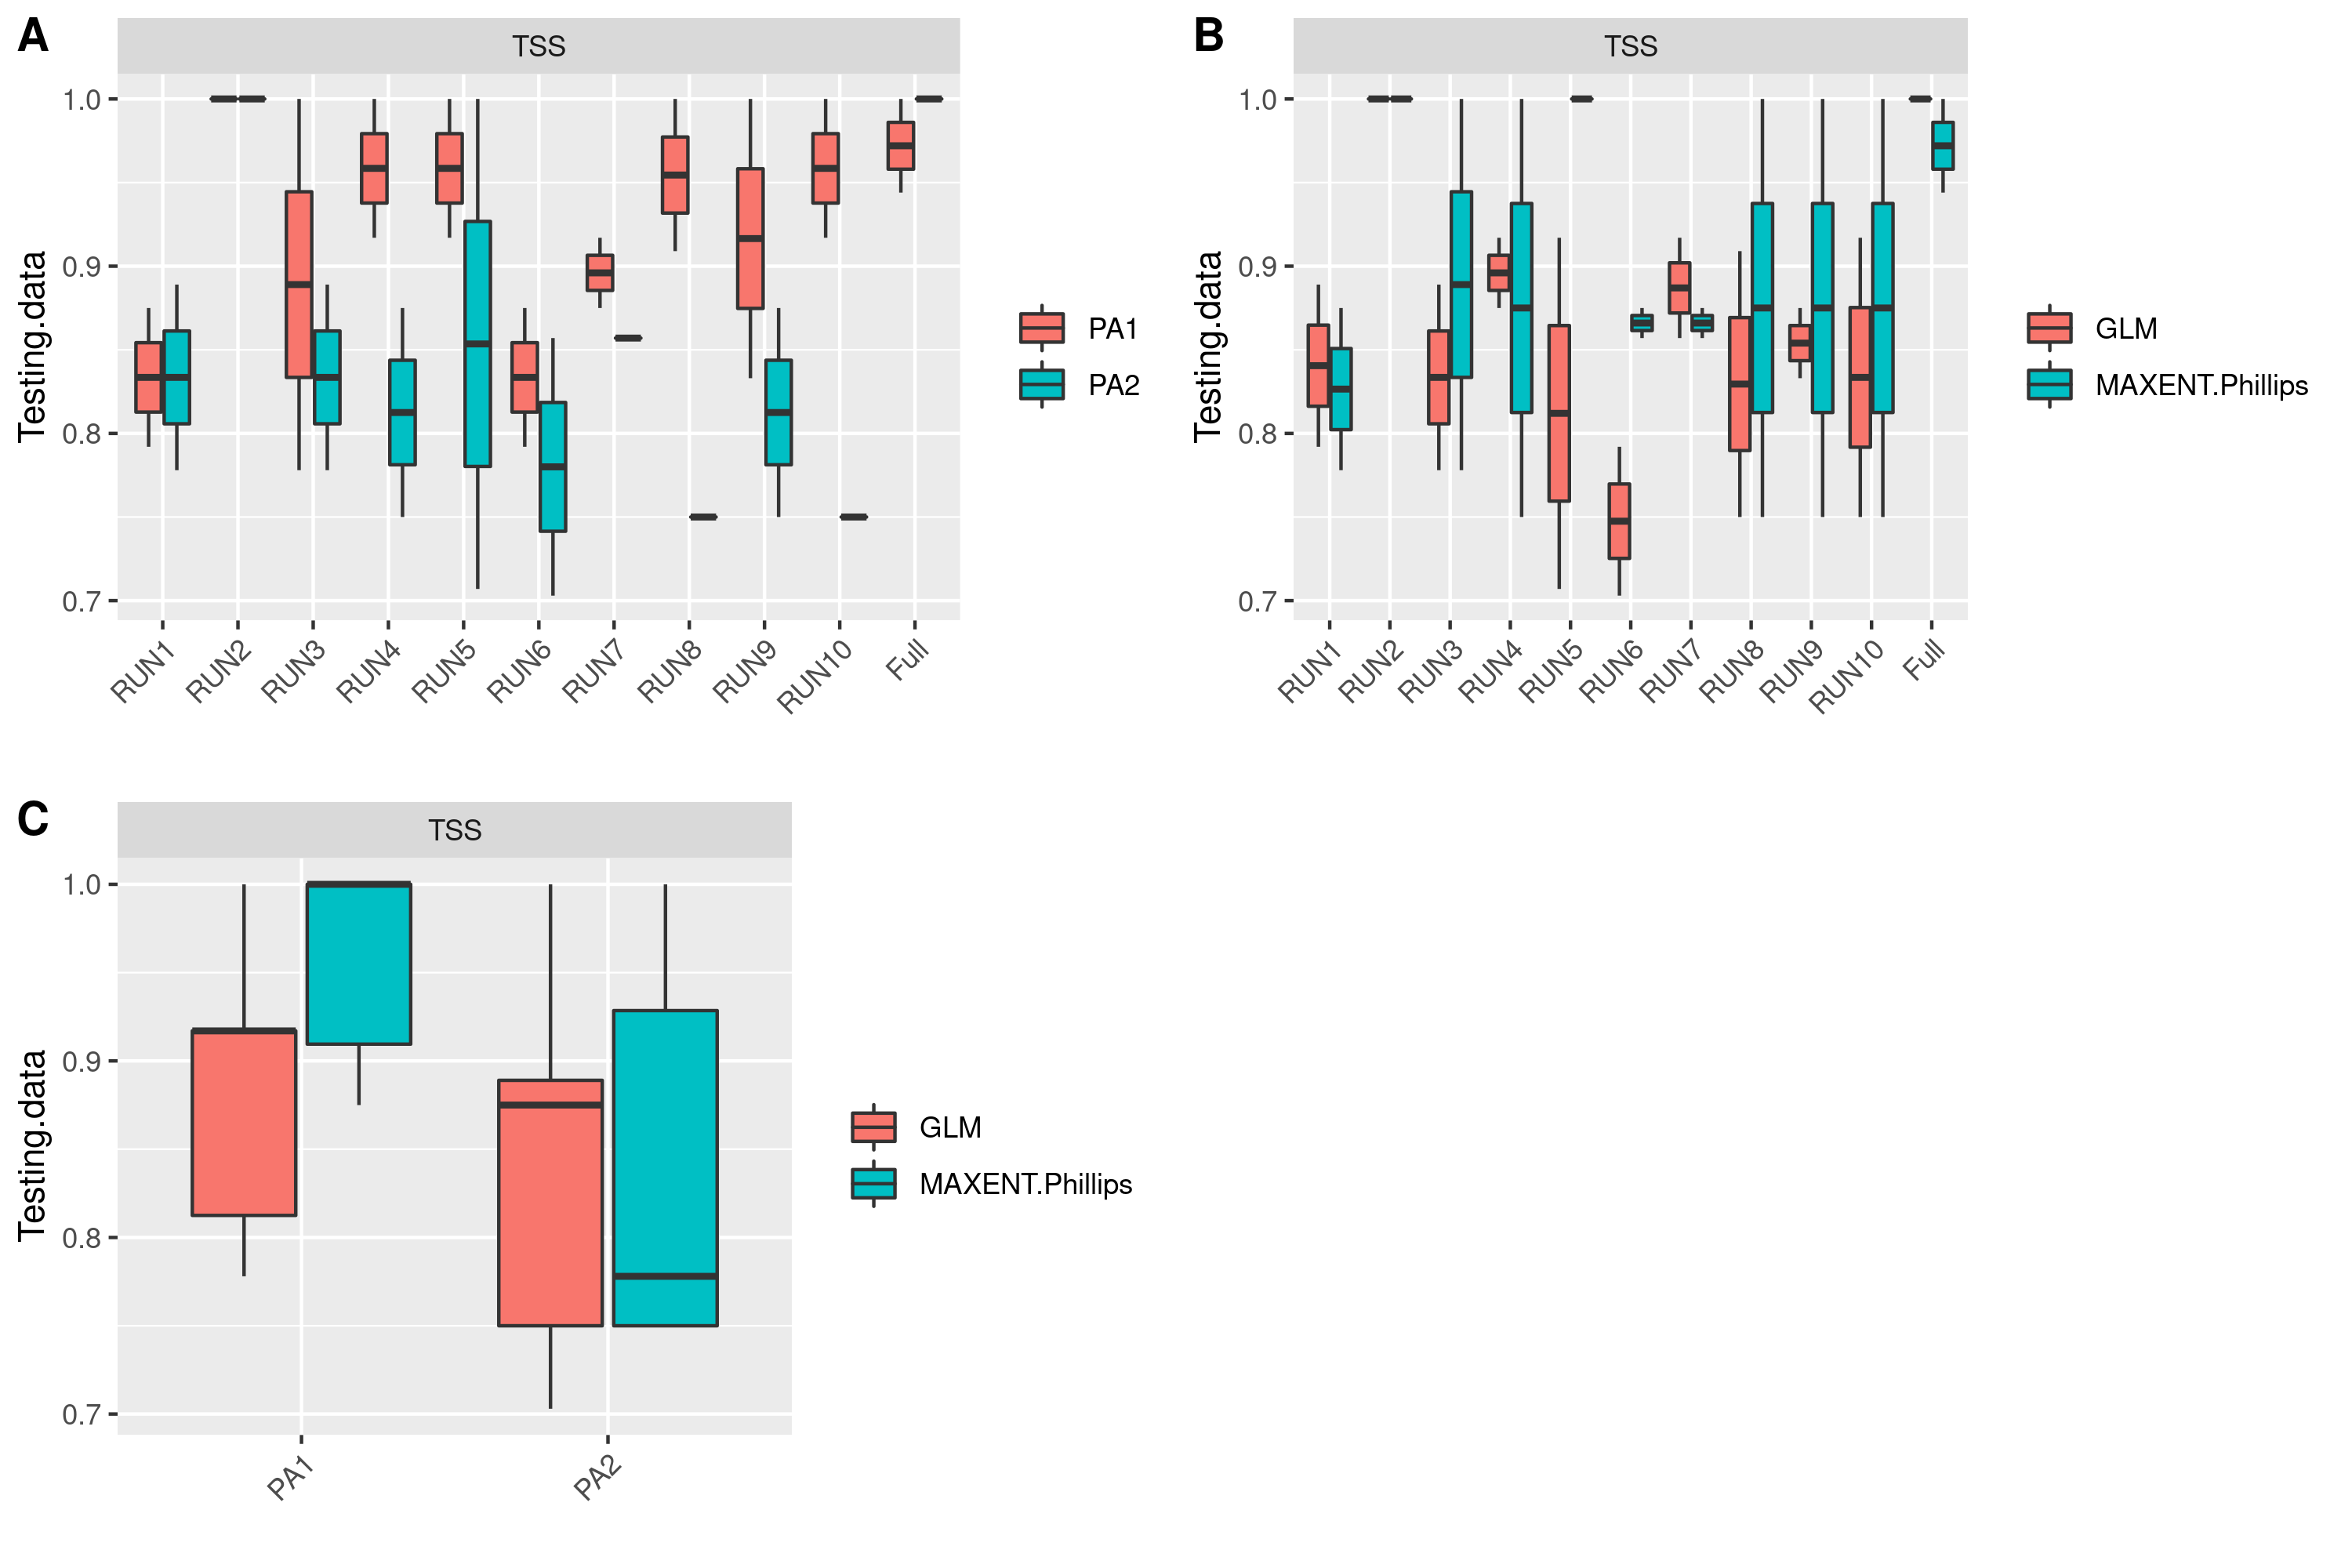 A
TSS
Testing.data
1.0
0.9
0.8
0.7
RUN1
RUN2
RUN3
RUN4
RUN5
RUN6
RUN7
RUN8
RUN9
RUN10
Full
PA1
PA2
B
TSS
Testing.data
1.0
0.9
0.8
0.7
RUN1
RUN2
RUN3
RUN4
RUN5
RUN6
RUN7
RUN8
RUN9
RUN10
Full
GLM
MAXENT.Phillips
C
TSS
Testing.data
1.0
0.9
0.8
0.7
PA1
PA2
GLM
MAXENT.Phillips